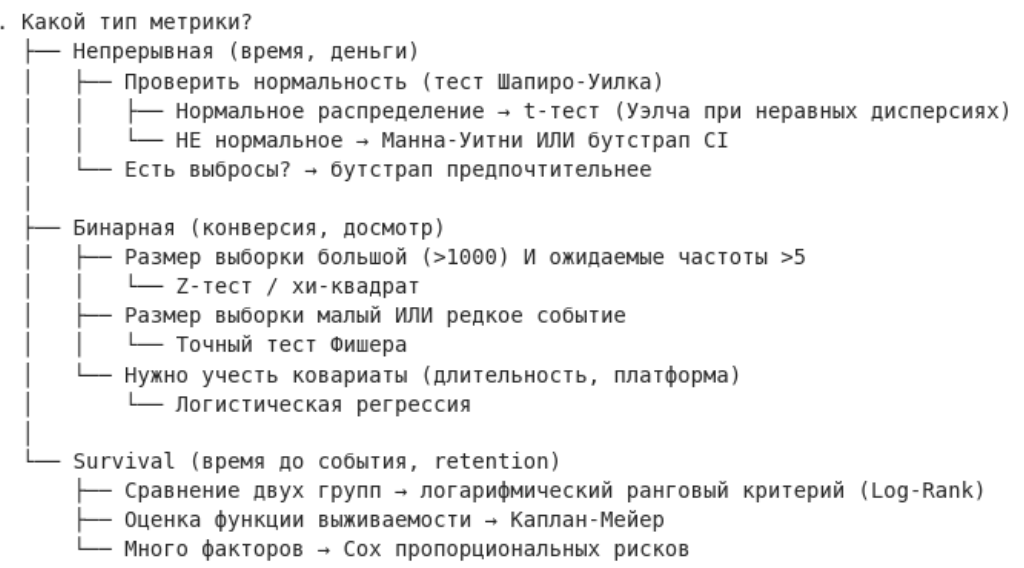 . Какой тип метрики?
├── Непрерывная (время, деньги)
│   ├── Проверить нормальность (тест Шапиро-Уилка)
│   │   ├── Нормальное распределение → t-тест (Уэлча при неравных дисперсиях)
│   │   └── НЕ нормальное → Манна-Уитни ИЛИ бутстрап CI
│   └── Есть выбросы? → бутстрап предпочтительнее
│
├── Бинарная (конверсия, досмотр)
│   ├── Размер выборки большой (>1000) И ожидаемые частоты >5
│   │   └── Z-тест / хи-квадрат
│   ├── Размер выборки малый ИЛИ редкое событие
│   │   └── Точный тест Фишера
│   └── Нужно учесть ковариаты (длительность, платформа)
│       └── Логистическая регрессия
│
└── Survival (время до события, retention)
    ├── Сравнение двух групп → логарифмический ранговый критерий (Log-Rank)
    ├── Оценка функции выживаемости → Каплан-Мейер
    └── Много факторов → Cox пропорциональных рисков